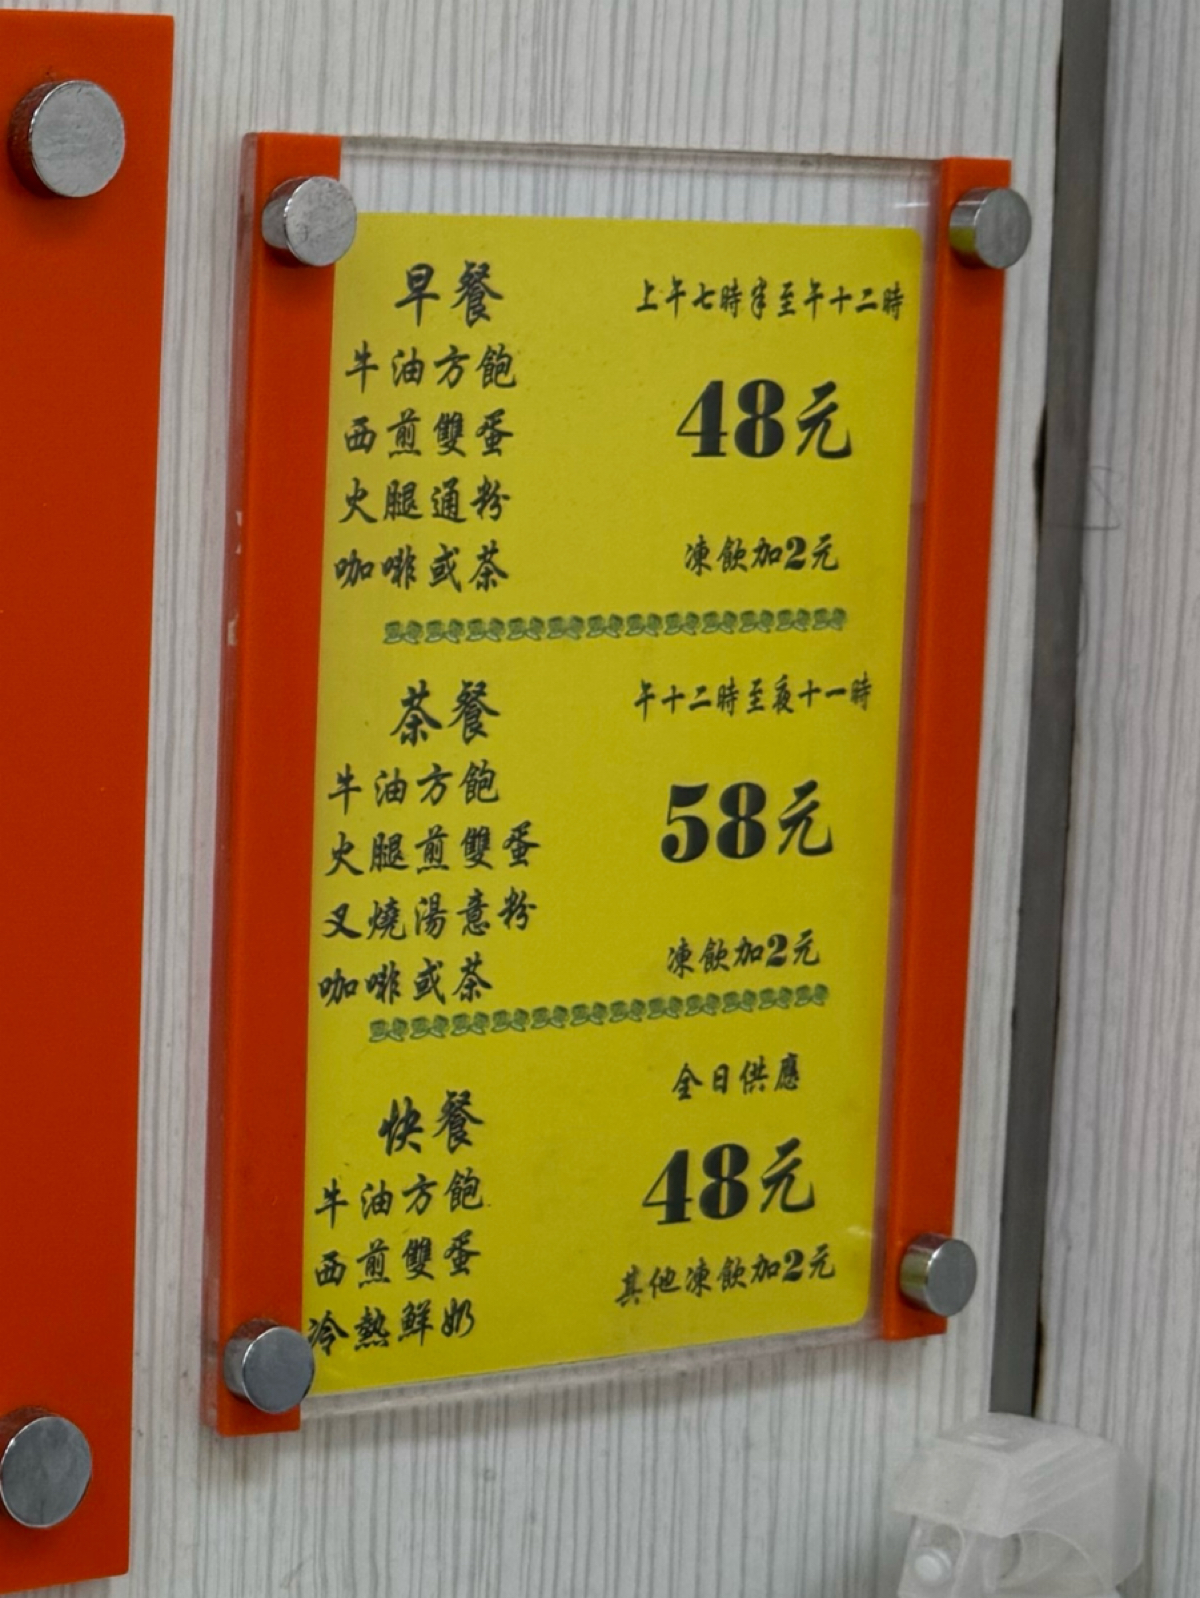 早餐 上午七時半至午十二時
牛油方飽
西煎雙蛋 48元
火腿通粉
咖啡或茶 凍飲加2元
茶餐 午十二時至夜十一時
牛油方飽
火腿煎雙蛋 58元
叉燒湯意粉
咖啡或茶 凍飲加2元
快餐 全日供應
牛油方飽 48元
西煎雙蛋 其他凍飲加2元
冷熱鮮奶